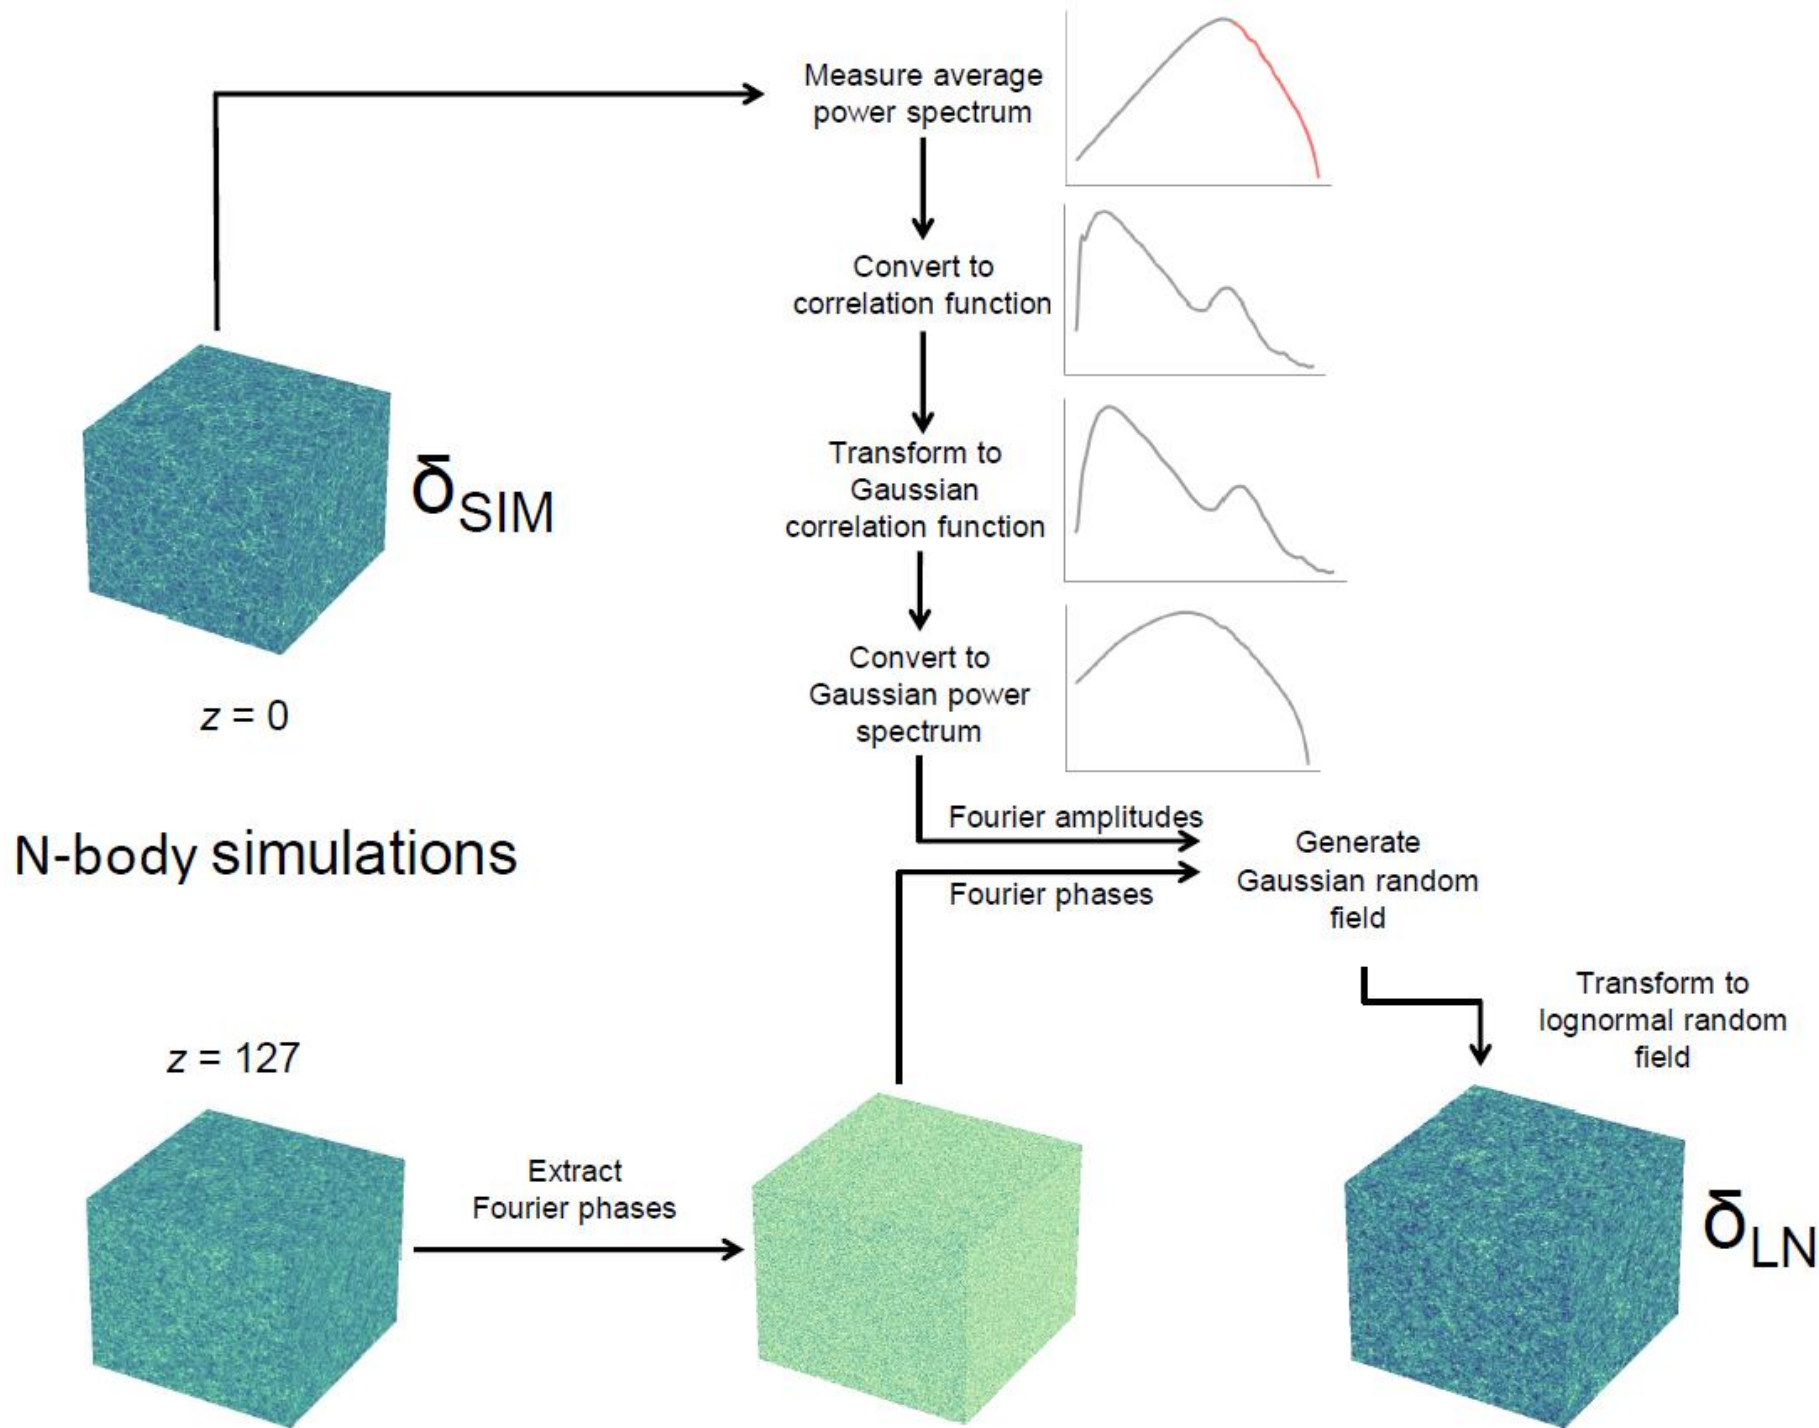 Measure average
power spectrum
Convert to
correlation function
δSIM
Transform to
Gaussian
correlation function
z = 0
Convert to
Gaussian power
spectrum
N-body simulations
Fourier amplitudes
Fourier phases
Generate
Gaussian random
field
Transform to
lognormal random
field
z = 127
Extract
Fourier phases
δLN